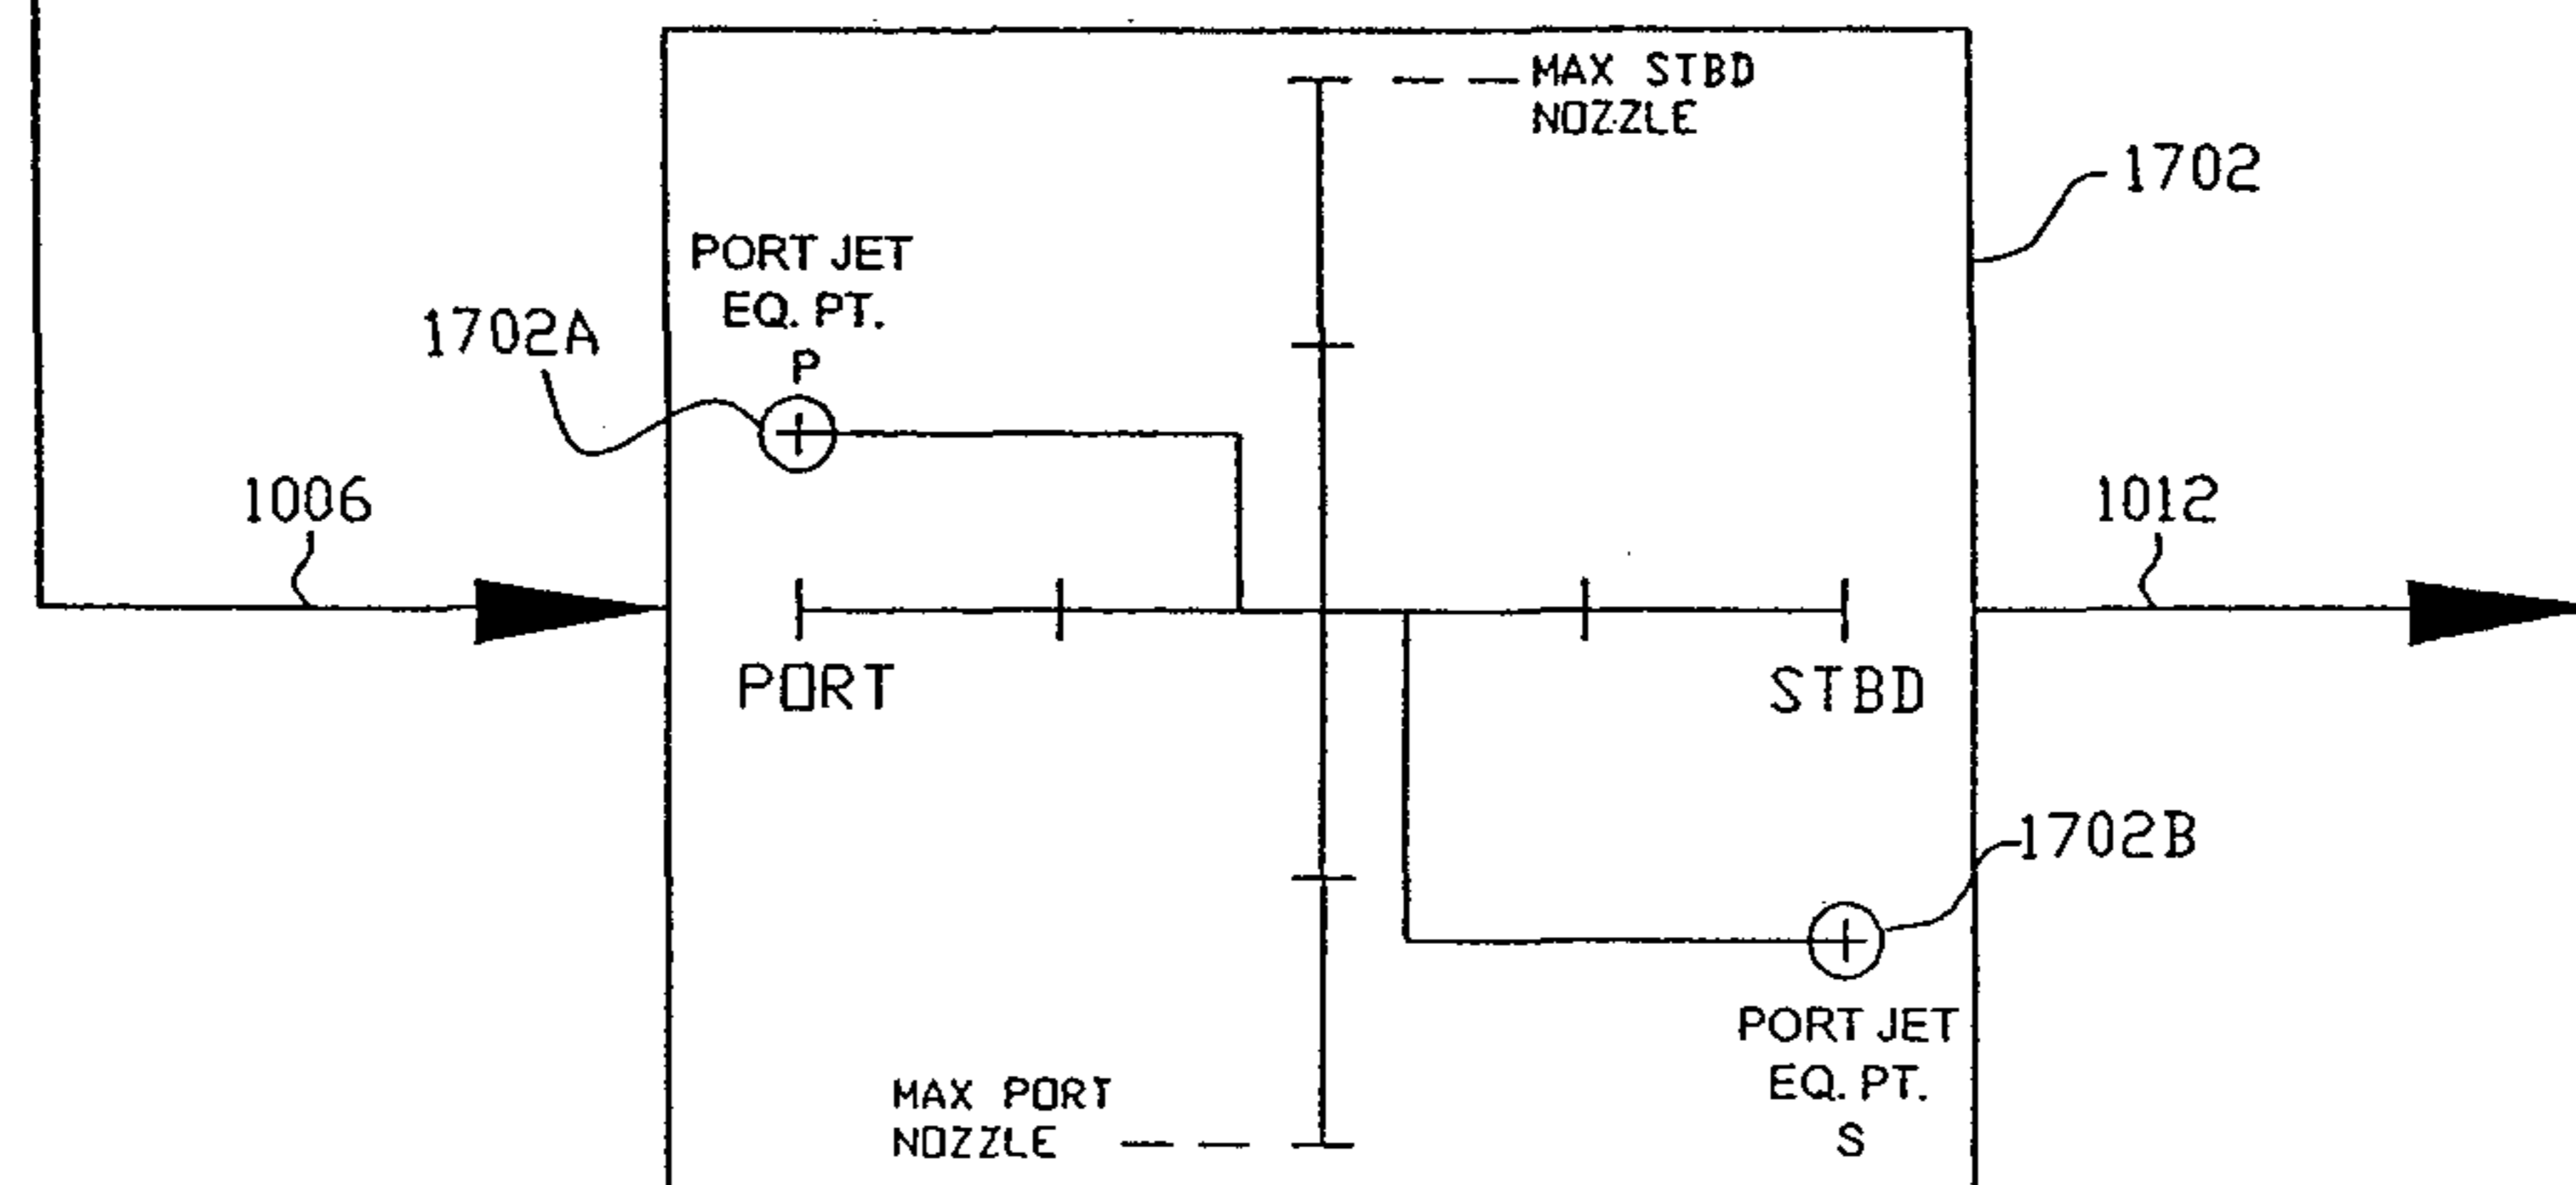 MAX STBD
NOZZLE
1702
PORT JET
EQ. PT.
P
1702A
1006
1012
PORT
STBD
1702B
PORT JET
EQ. PT.
S
MAX PORT
NOZZLE